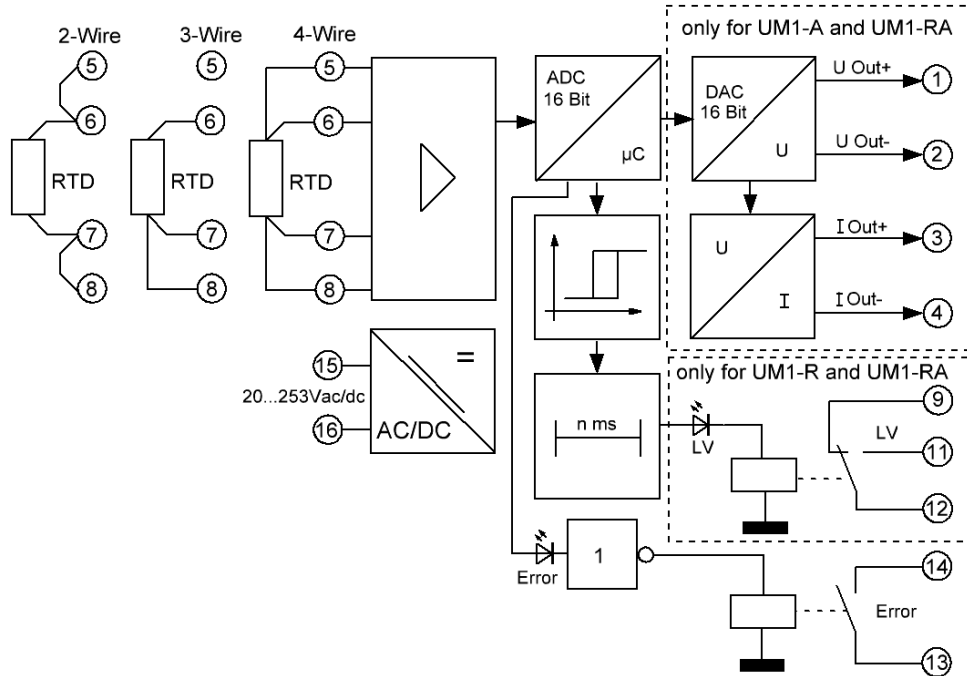 only for UM1-A and UM1-RA
2-Wire
3-Wire
4-Wire
5
5
5
6
6
6
RTD
RTD
7
7
7
8
8
8
ADC
16 Bit
µC
DAC
16 Bit
U
U Out+
1
U Out-
2
U
I
I Out+
3
I Out-
4
15
20...253Vac/dc
16
=
AC/DC
n ms
only for UM1-R and UM1-RA
LV
9
LV
11
12
Error
1
14
Error
13